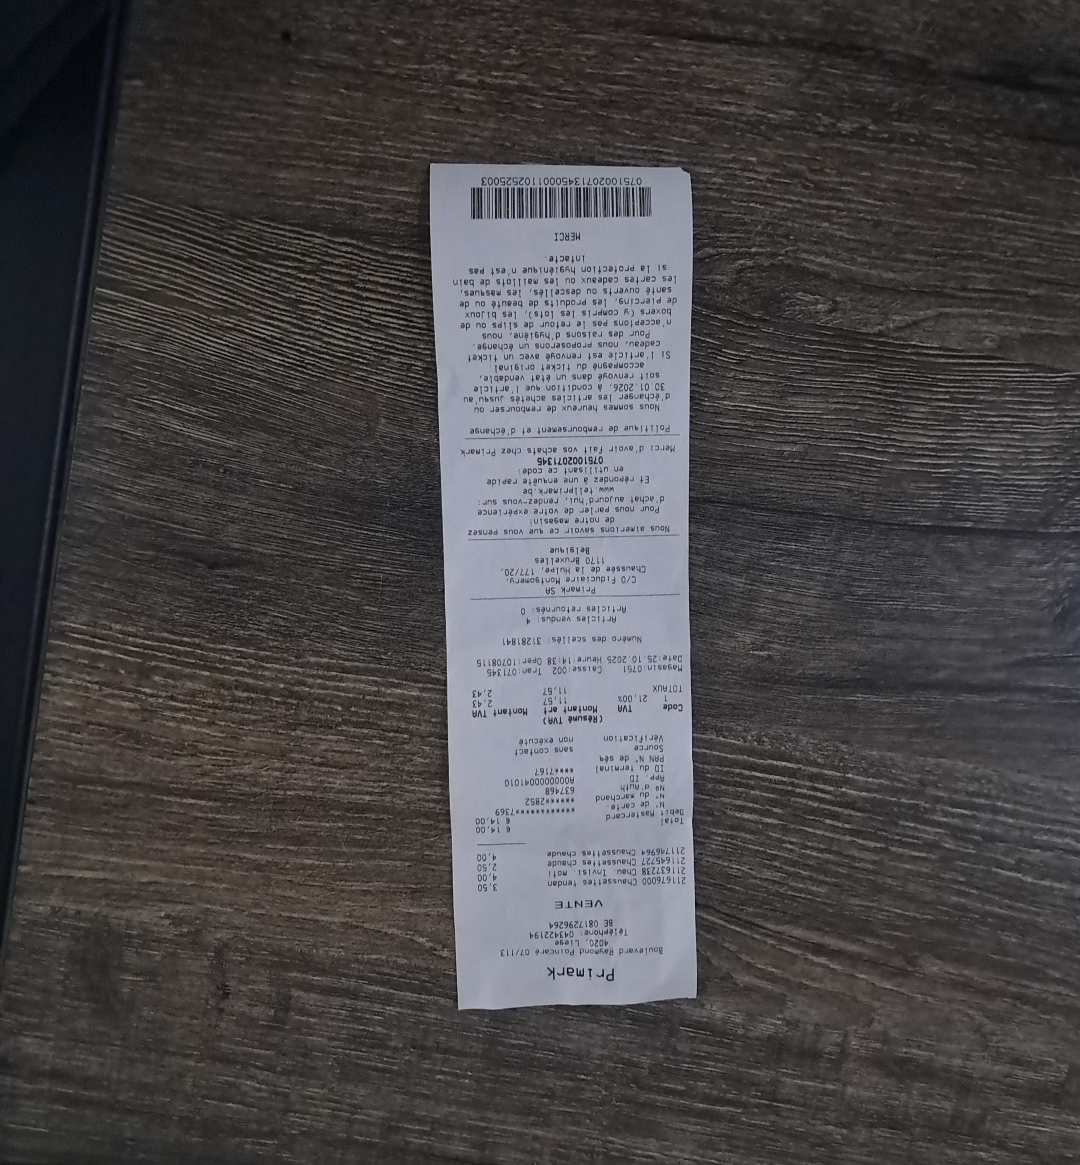 Primark
Boulevard Raymond Poincaré 07/113
4020, Liege
Téléphone: 043422194
BE 0817296264
VENTE
211676000 Chaussettes tendan 3,50
211637238 Chau. Invisi. moti 4,00
211645727 Chaussettes chaude 2,50
211746964 Chaussettes chaude 4,00
Total € 14,00
Debit Mastercard € 14,00
N° de carte. ************7369
N° du marchand ******2852
No d'Auth 637468
App. ID A0000000041010
ID du terminal ****7167
PAN N° de séq
Source sans contact
Vérification non exécuté
(Résumé TVA)
Code TVA Montant art Montant TVA
1 21,00% 11,57 2,43
TOTAUX 11,57 2,43
Magasin:0751 Caisse:002 Tran:071345
Date:25.10.2025 Heure:14:38 Oper:10708115
Numéro des scellés: 3128184!
Articles vendus: 4
Articles retournés: 0
Primark SA
C/O Fiduciaire Montgomery,
Chaussée de la Hulpe, 177/20,
1170 Bruxelles
Belgique
Nous aimerions savoir ce que vous pensez
de notre magasin!
Pour nous parler de votre expérience
d'achat aujourd'hui, rendez-vous sur:
www.tellprimark.be
Et répondez à une enquête rapide
en utilisant ce code:
0751002071345
Merci d'avoir fait vos achats chez Primark
Politique de remboursement et d'échange
Nous sommes heureux de rembourser ou
d'échanger les articles achetés jusqu'au
30.01.2026, à condition que l'article
soit renvoyé dans un état vendable,
accompagné du ticket original.
Si l'article est renvoyé avec un ticket
cadeau, nous proposerons un échange.
Pour des raisons d'hygiène, nous
n'acceptons pas le retour de slips ou de
boxers (y compris les lots), les bijoux
de piercing, les produits de beauté ou de
santé ouverts ou descellés, les masques,
les cartes cadeaux ou les maillots de bain
si la protection hygiénique n'est pas
intacte.
MERCI
07510020713450001102525003